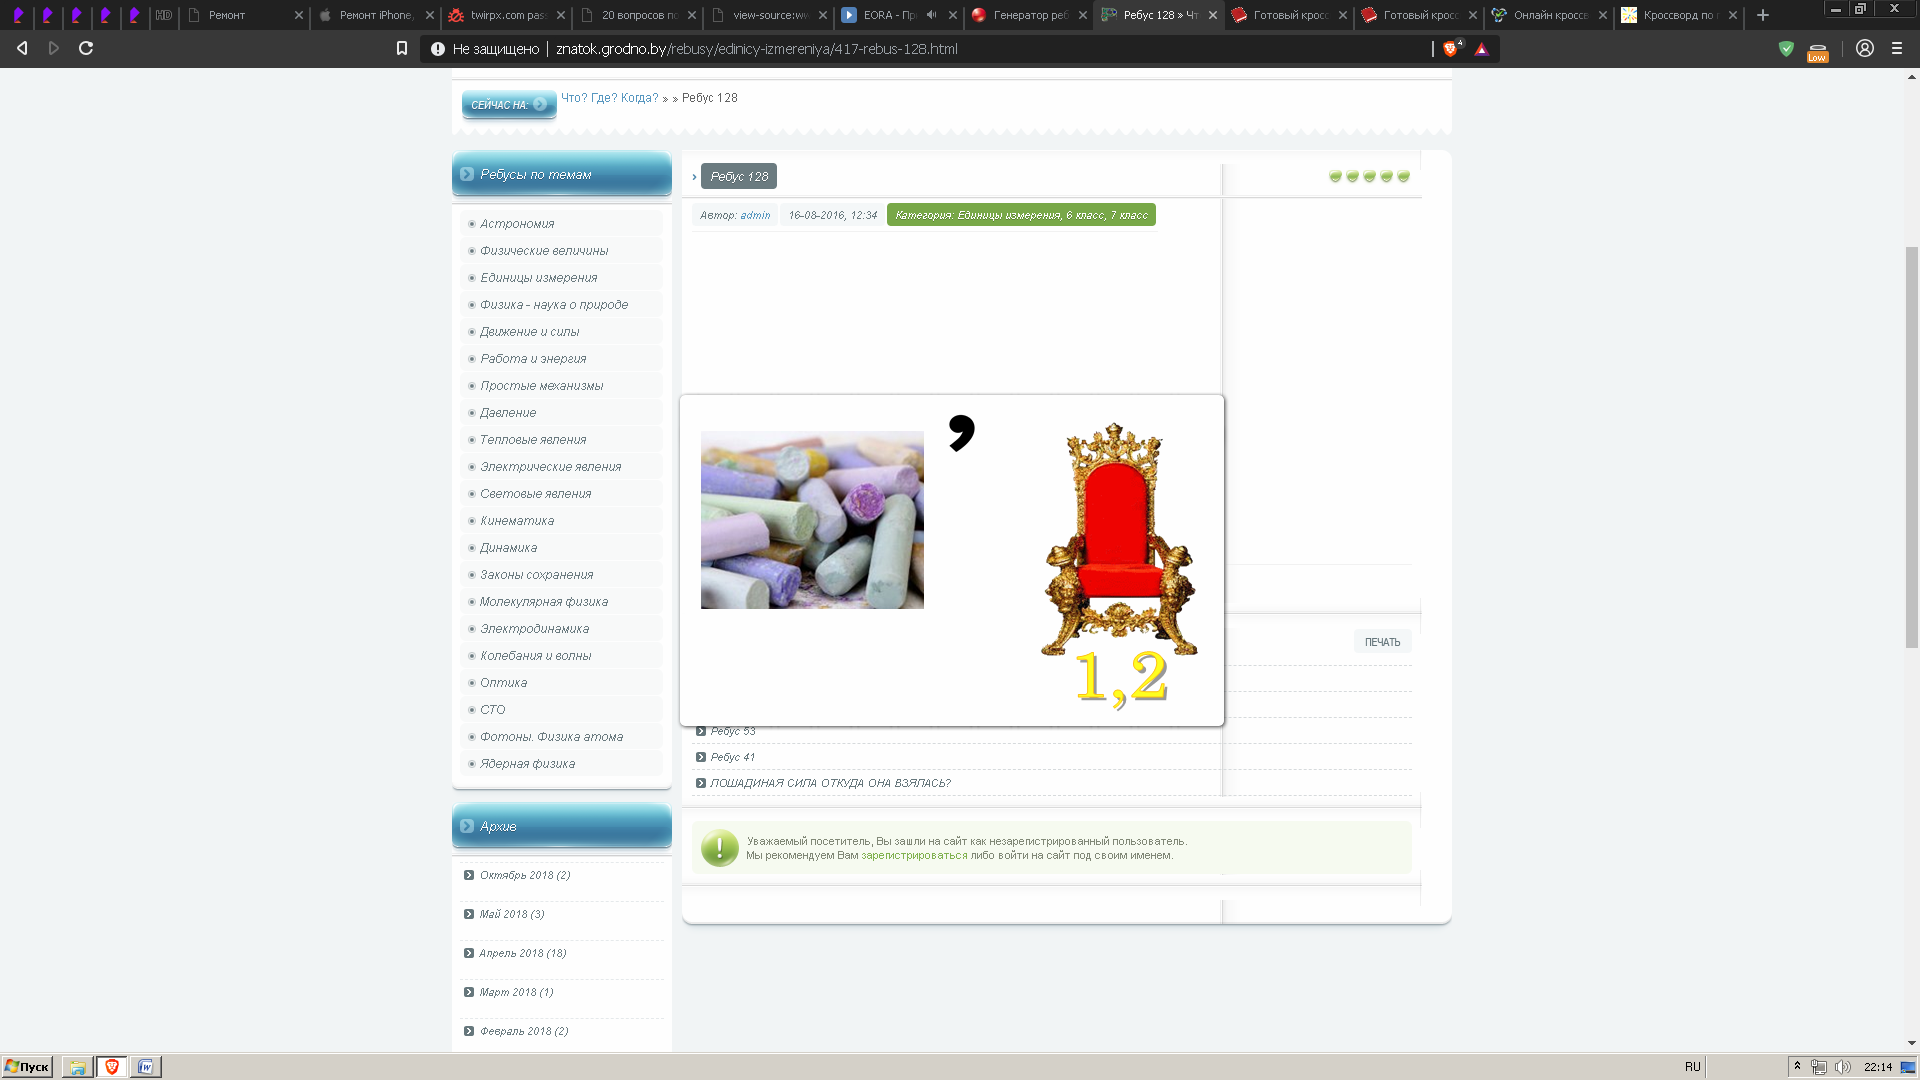 HD
Ремонт
Ремонт iPhone,
twirpx.com pas
20 вопросов по
view-source:ww
EORA - Пр
Генератор реб
Ребус 128 » Чт
Готовый кросс
Готовый кросс
Онлайн кроссв
Кроссворд по г
Не защищено
znatok.grodno.by/rebusy/edinicy-izmereniya/417-rebus-128.html
4
Low
СЕЙЧАС НА:
Что? Где? Когда? » » Ребус 128
Ребусы по темам
Астрономия
Физические величины
Единицы измерения
Физика - наука о природе
Движение и силы
Работа и энергия
Простые механизмы
Давление
Тепловые явления
Электрические явления
Световые явления
Кинематика
Динамика
Законы сохранения
Молекулярная физика
Электродинамика
Колебания и волны
Оптика
СТО
Фотоны. Физика атома
Ядерная физика
Архив
Октябрь 2018 (2)
Май 2018 (3)
Апрель 2018 (18)
Март 2018 (1)
Февраль 2018 (2)
Ребус 128
Автор: admin
16-08-2016, 12:34
Категория: Единицы измерения, 6 класс, 7 класс
,
1,2
ПЕЧАТЬ
Ребус 53
Ребус 41
ЛОШАДИНАЯ СИЛА ОТКУДА ОНА ВЗЯЛАСЬ?
Уважаемый посетитель, Вы зашли на сайт как незарегистрированный пользователь.
Мы рекомендуем Вам зарегистрироваться либо войти на сайт под своим именем.
Пуск
RU
22:14